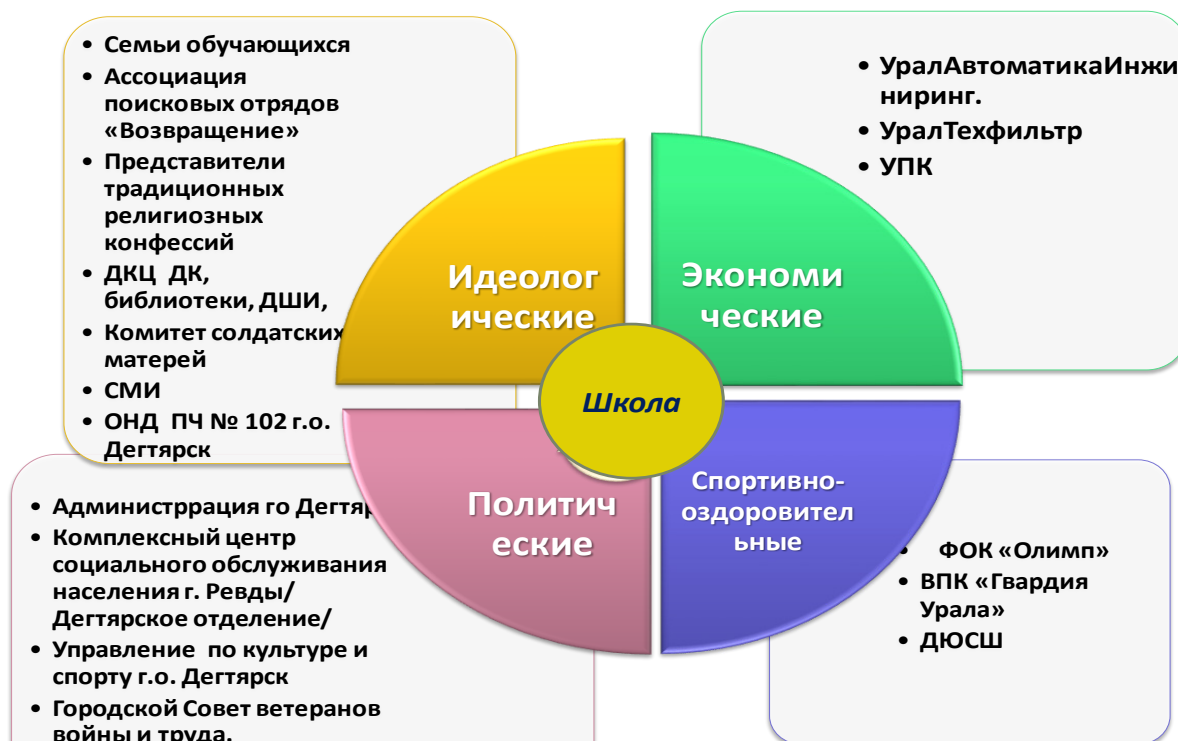 • Семьи обучающихся
• Ассоциация
поисковых отрядов
«Возвращение»
• Представители
традиционных
религиозных
конфессий
• ДКЦ ДК,
библиотеки, ДШИ,
• Комитет солдатских
матерей
• СМИ
• ОНД ПЧ № 102 г.о.
Дегтярск
• УралАвтоматикаИнжи
ниринг.
• УралТехфильтр
• УПК
Идеолог
ические
Экономи
ческие
Школа
Политич
еские
Спортивно-
оздоровител
ьные
• Администррация го Дегтяр
• Комплексный центр
социального обслуживания
населения г. Ревды/
Дегтярское отделение/
• Управление по культуре и
спорту г.о. Дегтярск
• Городской Совет ветеранов
войны и труда.
• ФОК «Олимп»
• ВПК «Гвардия
Урала»
• ДЮСШ